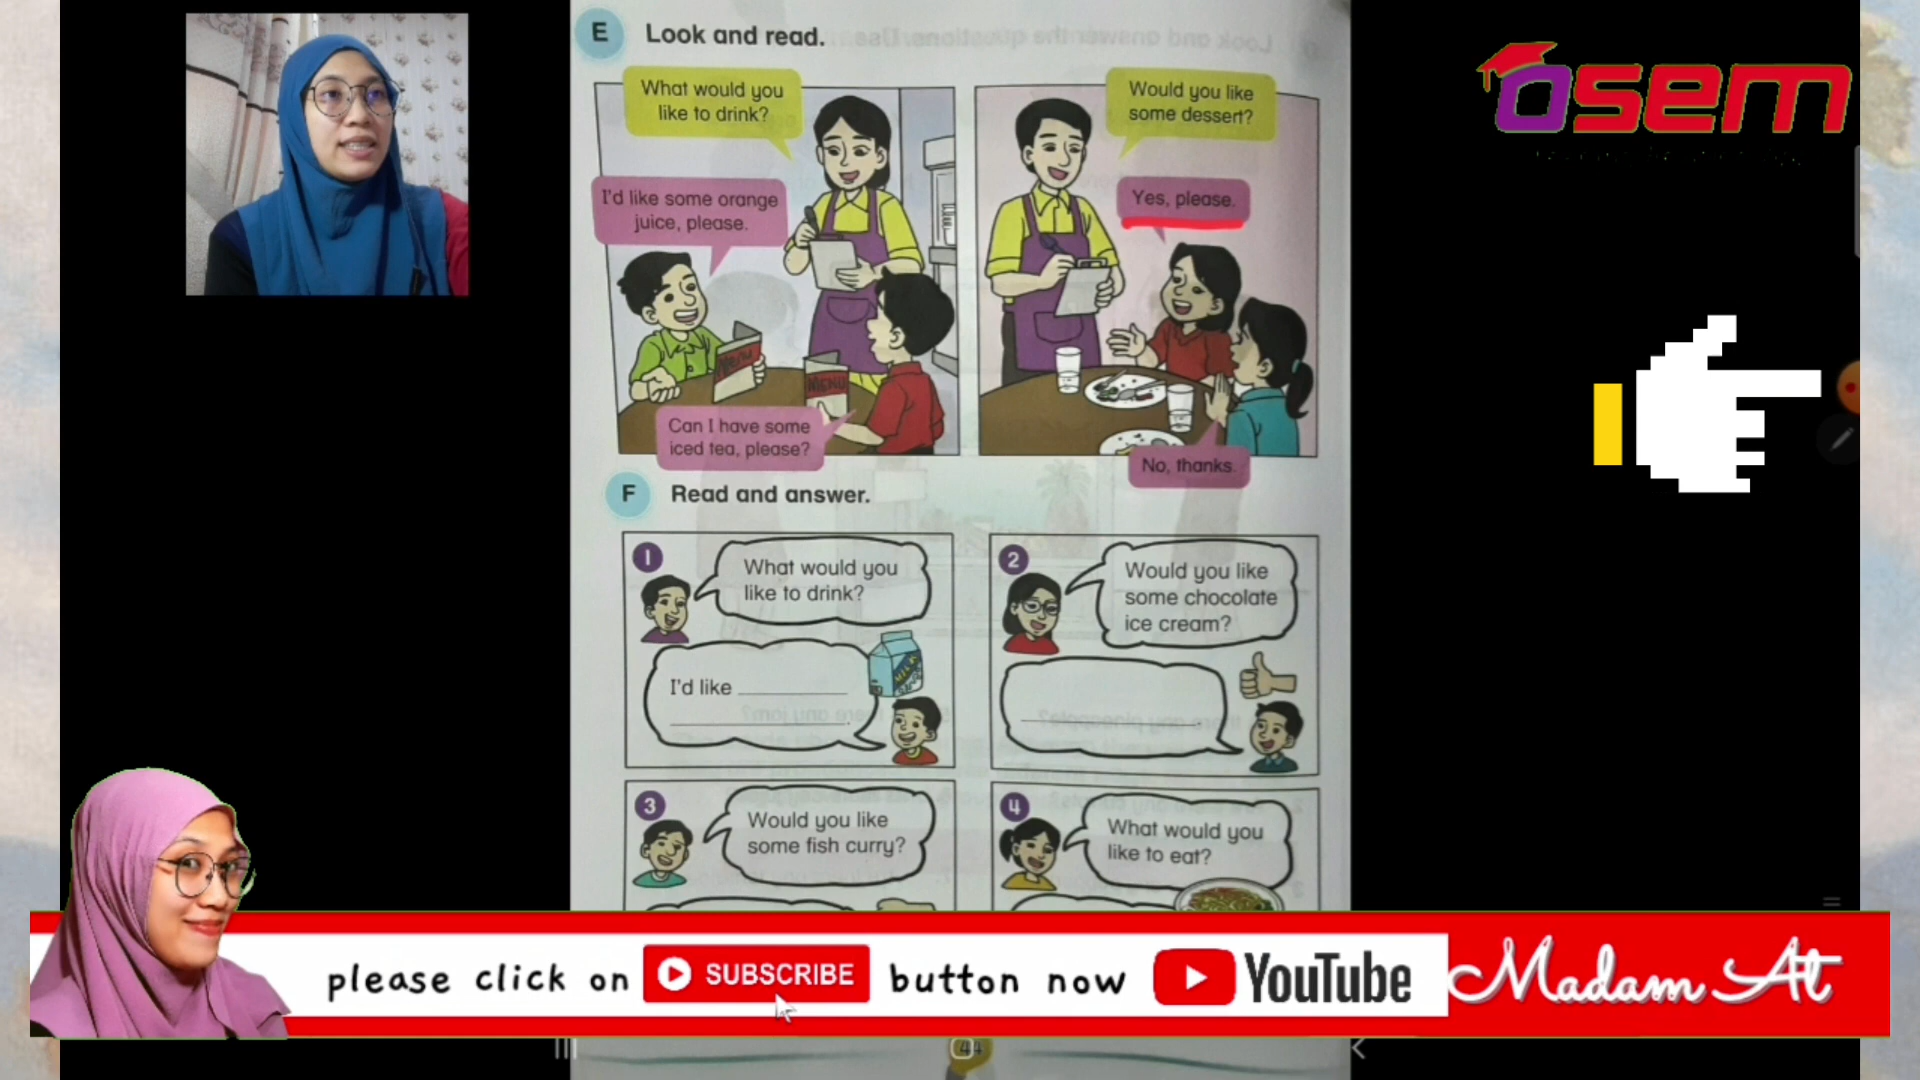 E Look and read.
What would you
like to drink?
I'd like some orange
juice, please.
Menu
MENU
Can I have some
iced tea, please?
Would you like
some dessert?
Yes, please.
No, thanks.
F Read and answer.
1
What would you
like to drink?
I'd like
2
Would you like
some chocolate
ice cream?
3
Would you like
some fish curry?
4
What would you
like to eat?
osem
please click on SUBSCRIBE button now YouTube Madam At
44